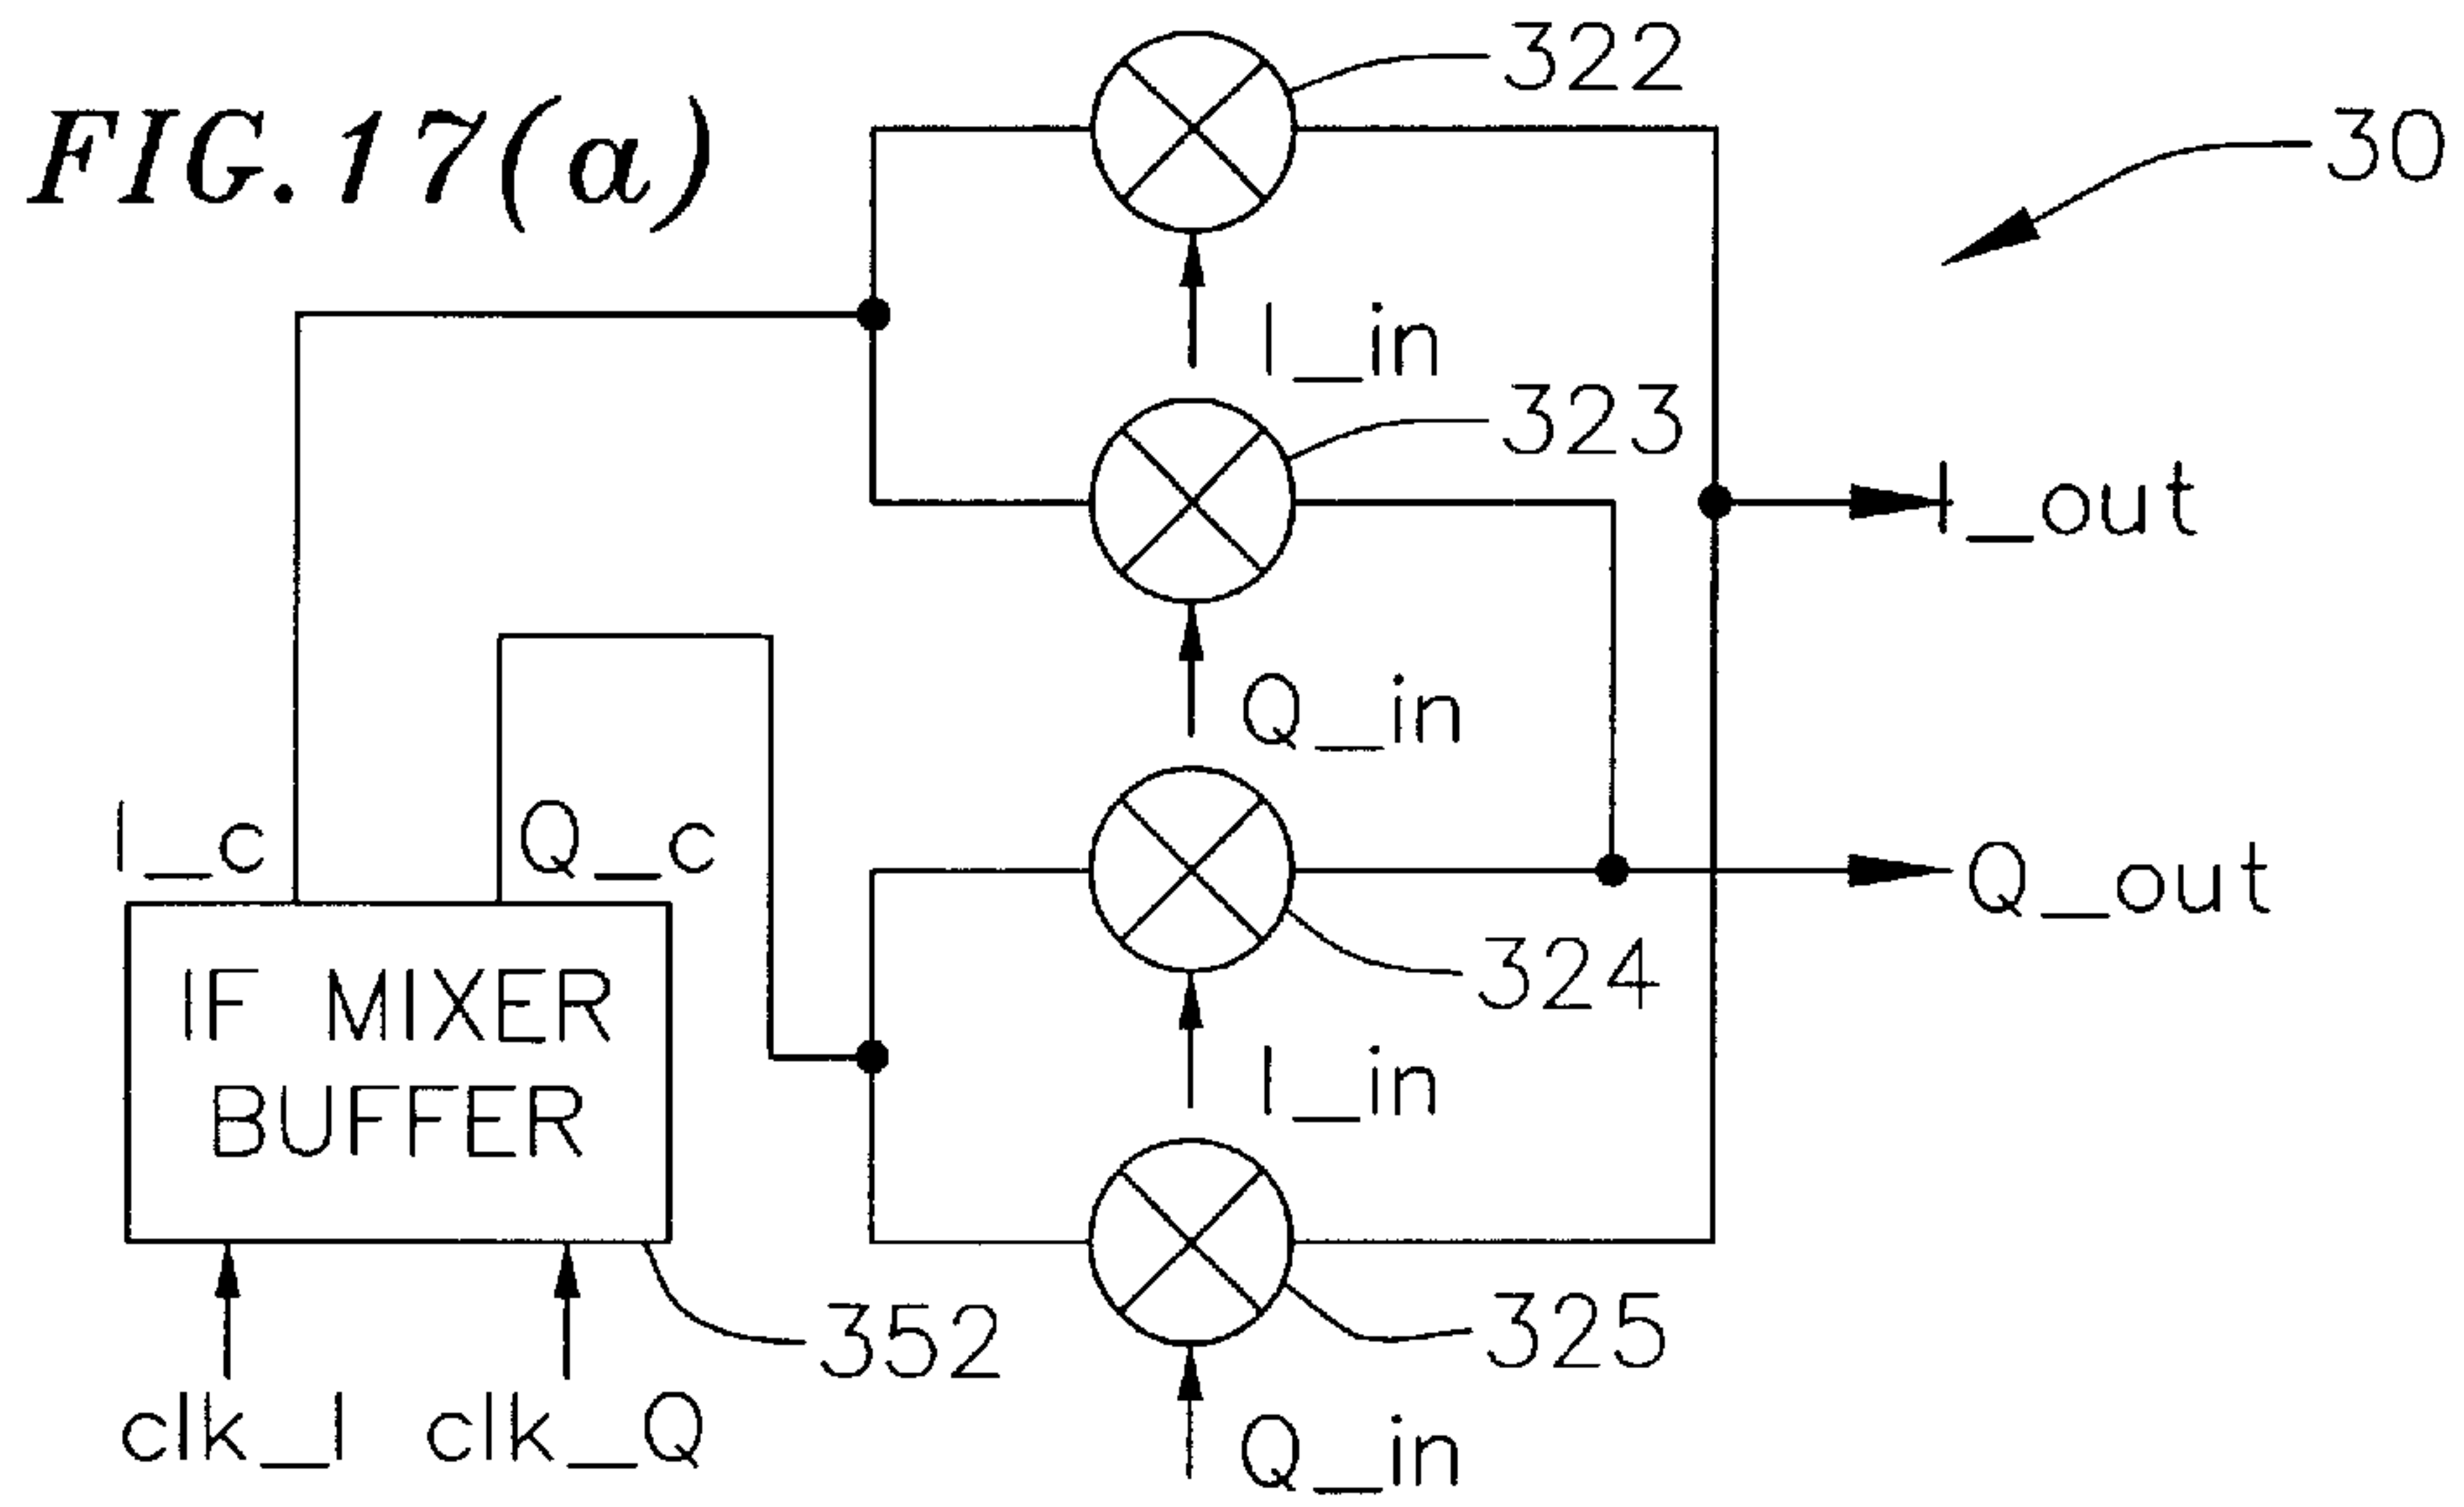 FIG. 17(a)
322
30
I_in
323
I_out
Q_in
I_c
Q_c
Q_out
IF MIXER
BUFFER
324
I_in
352
325
clk_I
clk_Q
Q_in